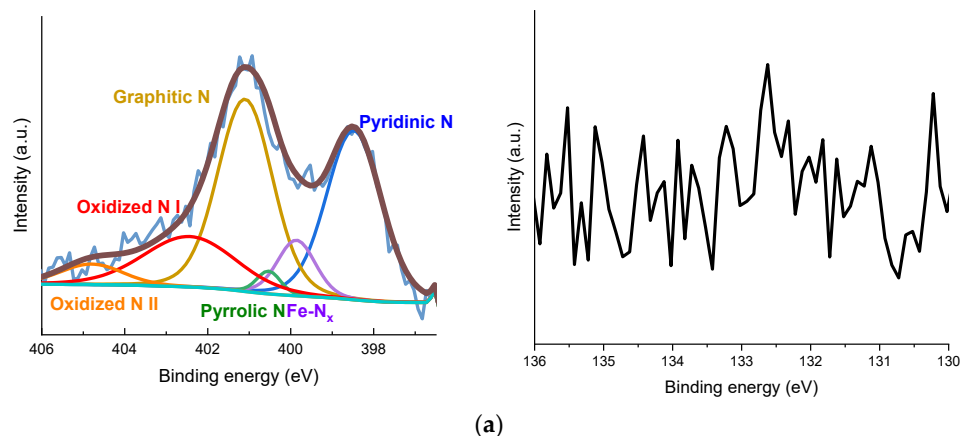 Graphitic N
Pyridinic N
Oxidized N I
Oxidized N II
Pyrrolic N Fe-Nₓ
Intensity (a.u.)
406 404 402 400 398
Binding energy (eV)
Intensity (a.u.)
136 135 134 133 132 131 130
Binding energy (eV)
(a)